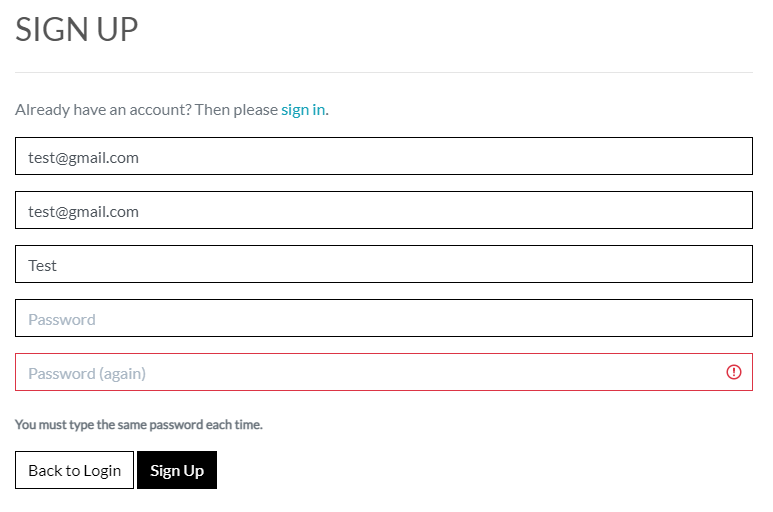 SIGN UP
Already have an account? Then please sign in.
test@gmail.com
test@gmail.com
Test
Password
Password (again)
You must type the same password each time.
Back to Login Sign Up